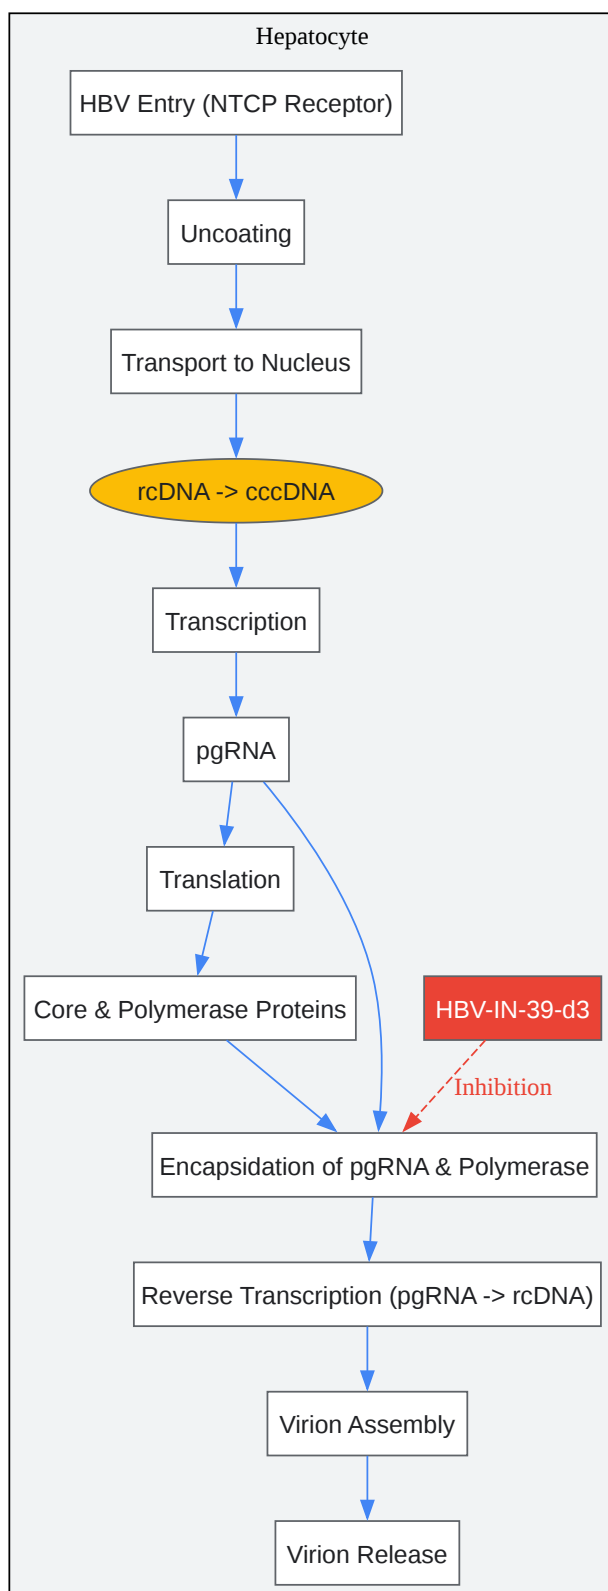 Hepatocyte
HBV Entry (NTCP Receptor)
Uncoating
Transport to Nucleus
rcDNA -> cccDNA
Transcription
pgRNA
Translation
Core & Polymerase Proteins
HBV-IN-39-d3
Inhibition
Encapsidation of pgRNA & Polymerase
Reverse Transcription (pgRNA -> rcDNA)
Virion Assembly
Virion Release